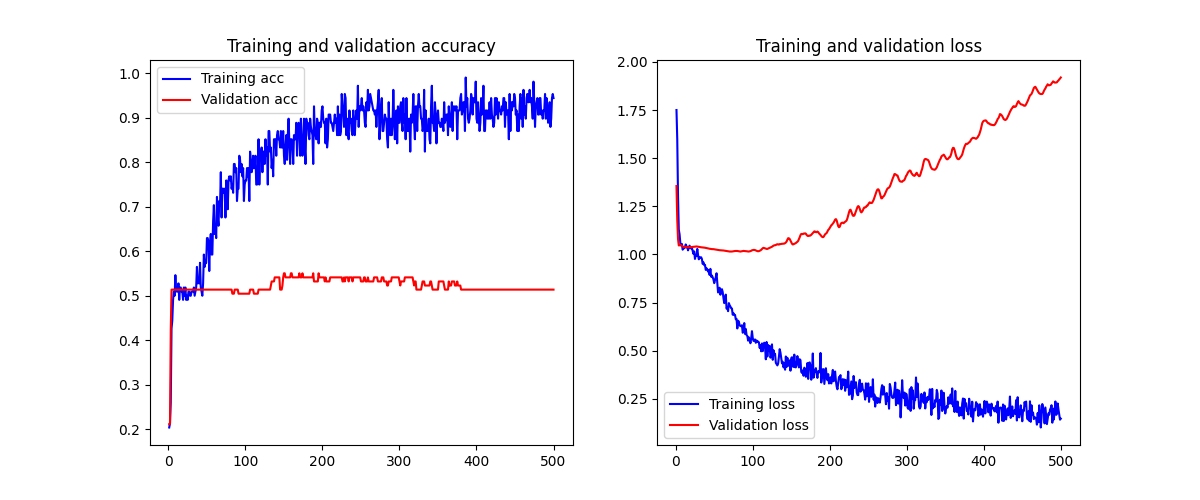 Training and validation accuracy
Training acc
Validation acc
1.0
0.9
0.8
0.7
0.6
0.5
0.4
0.3
0.2
0 100 200 300 400 500
Training and validation loss
2.00
1.75
1.50
1.25
1.00
0.75
0.50
0.25
Training loss
Validation loss
0 100 200 300 400 500